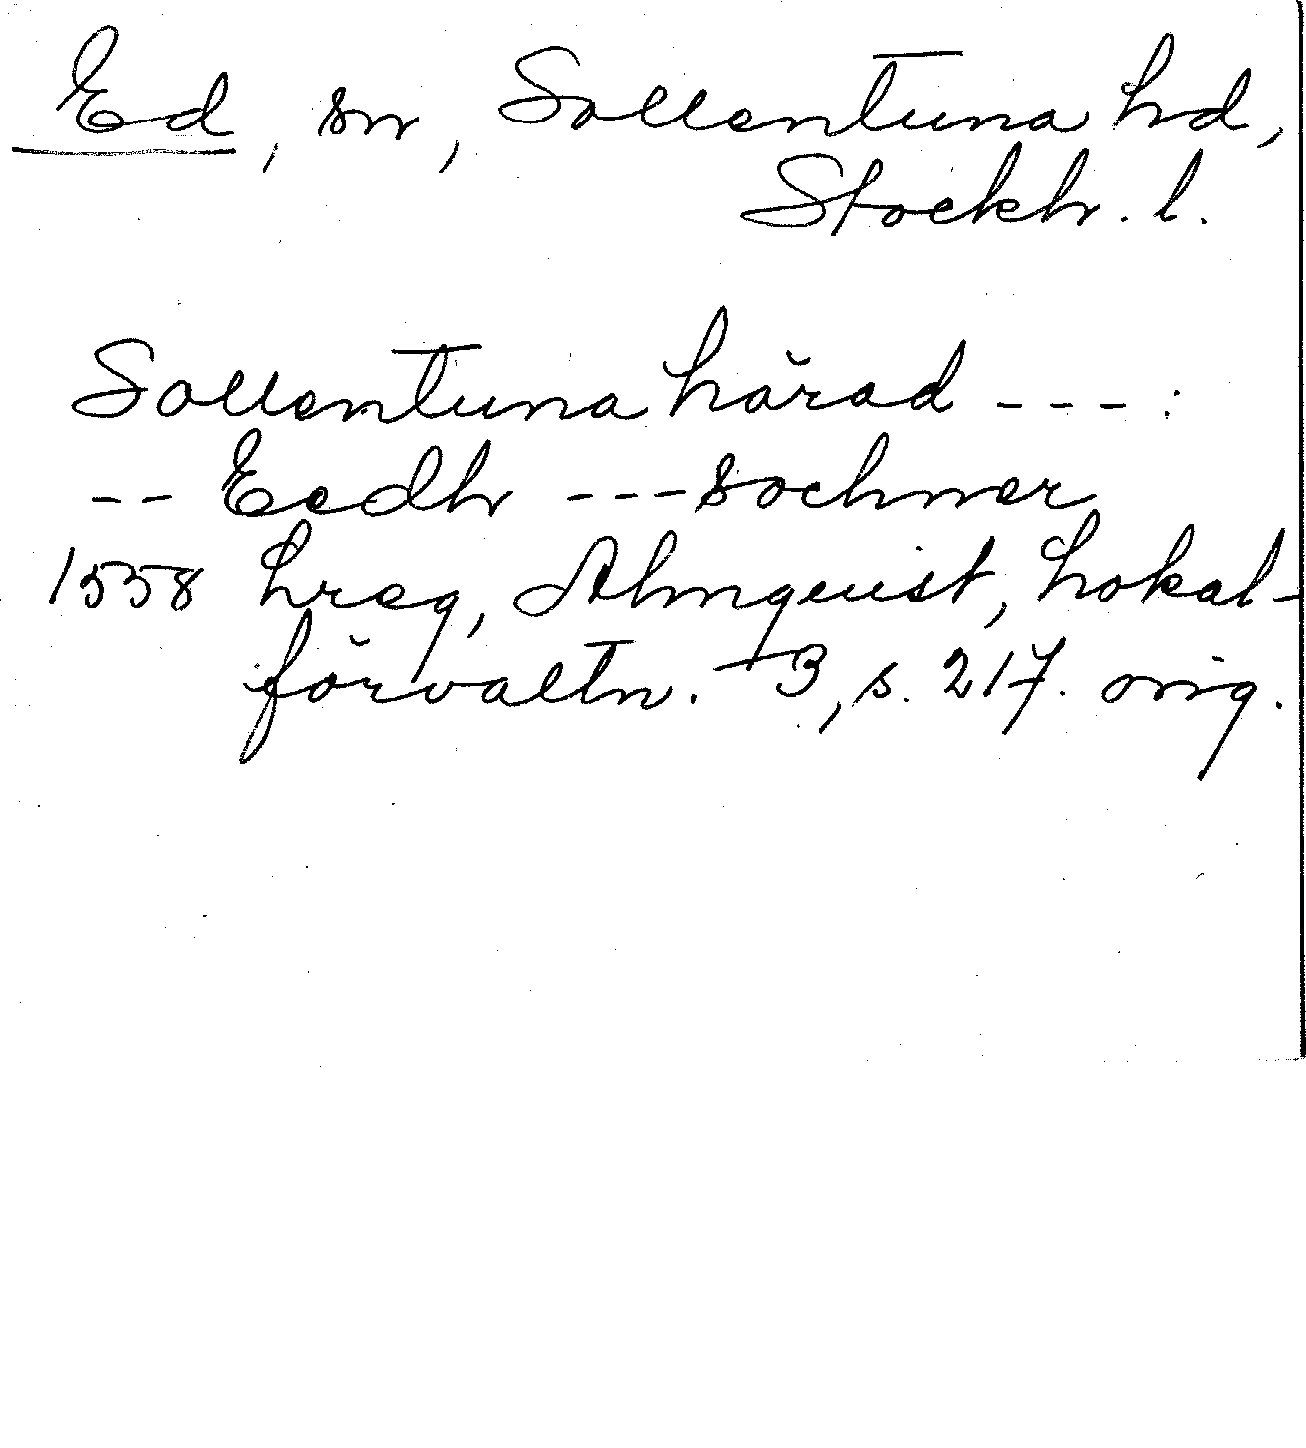 Ed, sn, Sollentuna hd,
Stockh. l.
Sollentuna härad - - - :
- - Eedh - - - sochner
1558 hreg, Almquist, Lokal-
förvaltn. 3, s. 217. orig.